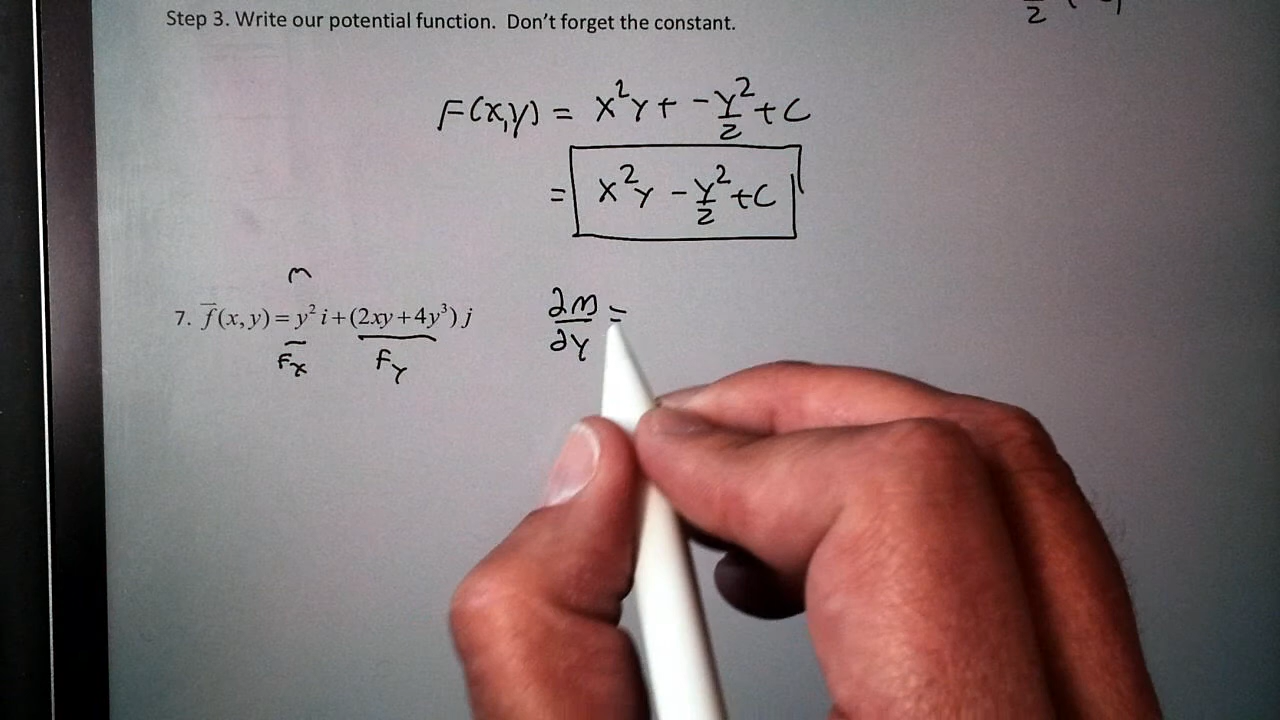 Step 3. Write our potential function. Don't forget the constant.
2
F(x,y) = x²y + -y²/2 + C
= x²y - y²/2 + C
m
7. f̅(x,y) = y² i + (2xy + 4y³) j
∂m/∂y =
Fx fy